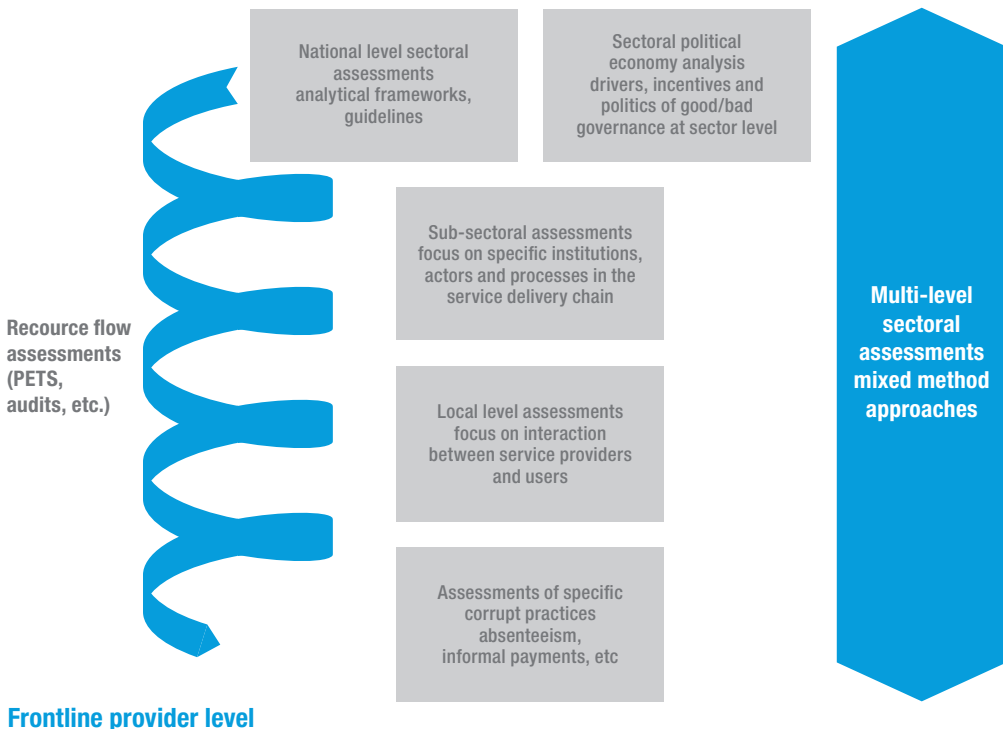 National level sectoral
assessments
analytical frameworks,
guidelines
Sectoral political
economy analysis
drivers, incentives and
politics of good/bad
governance at sector level
Sub-sectoral assessments
focus on specific institutions,
actors and processes in the
service delivery chain
Recource flow
assessments
(PETS,
audits, etc.)
Multi-level
sectoral
assessments
mixed method
approaches
Local level assessments
focus on interaction
between service providers
and users
Assessments of specific
corrupt practices
absenteeism,
informal payments, etc
Frontline provider level